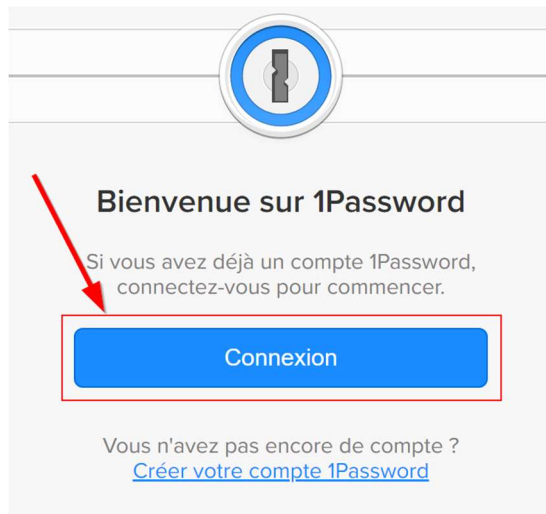 Bienvenue sur 1Password
Si vous avez déjà un compte 1Password,
connectez-vous pour commencer.
Connexion
Vous n'avez pas encore de compte ?
Créer votre compte 1Password